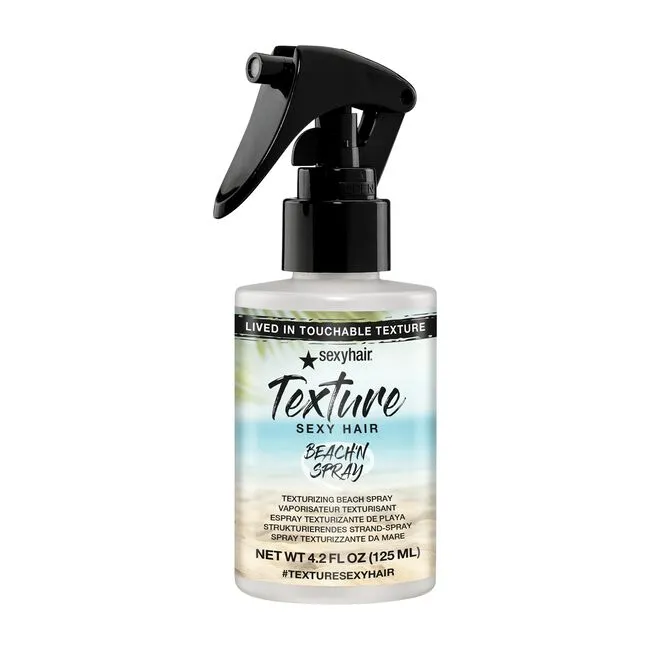 LIVED IN TOUCHABLE TEXTURE
sexyhair.
Texture
SEXY HAIR
BEACH'N
SPRAY
TEXTURIZING BEACH SPRAY
VAPORISATEUR TEXTURISANT
ESPRAY TEXTURIZANTE DE PLAYA
STRUKTURIERENDES STRAND-SPRAY
SPRAY TEXTURIZZANTE DA MARE
NET WT 4.2 FL OZ (125 ML)
#TEXTURESEXYHAIR